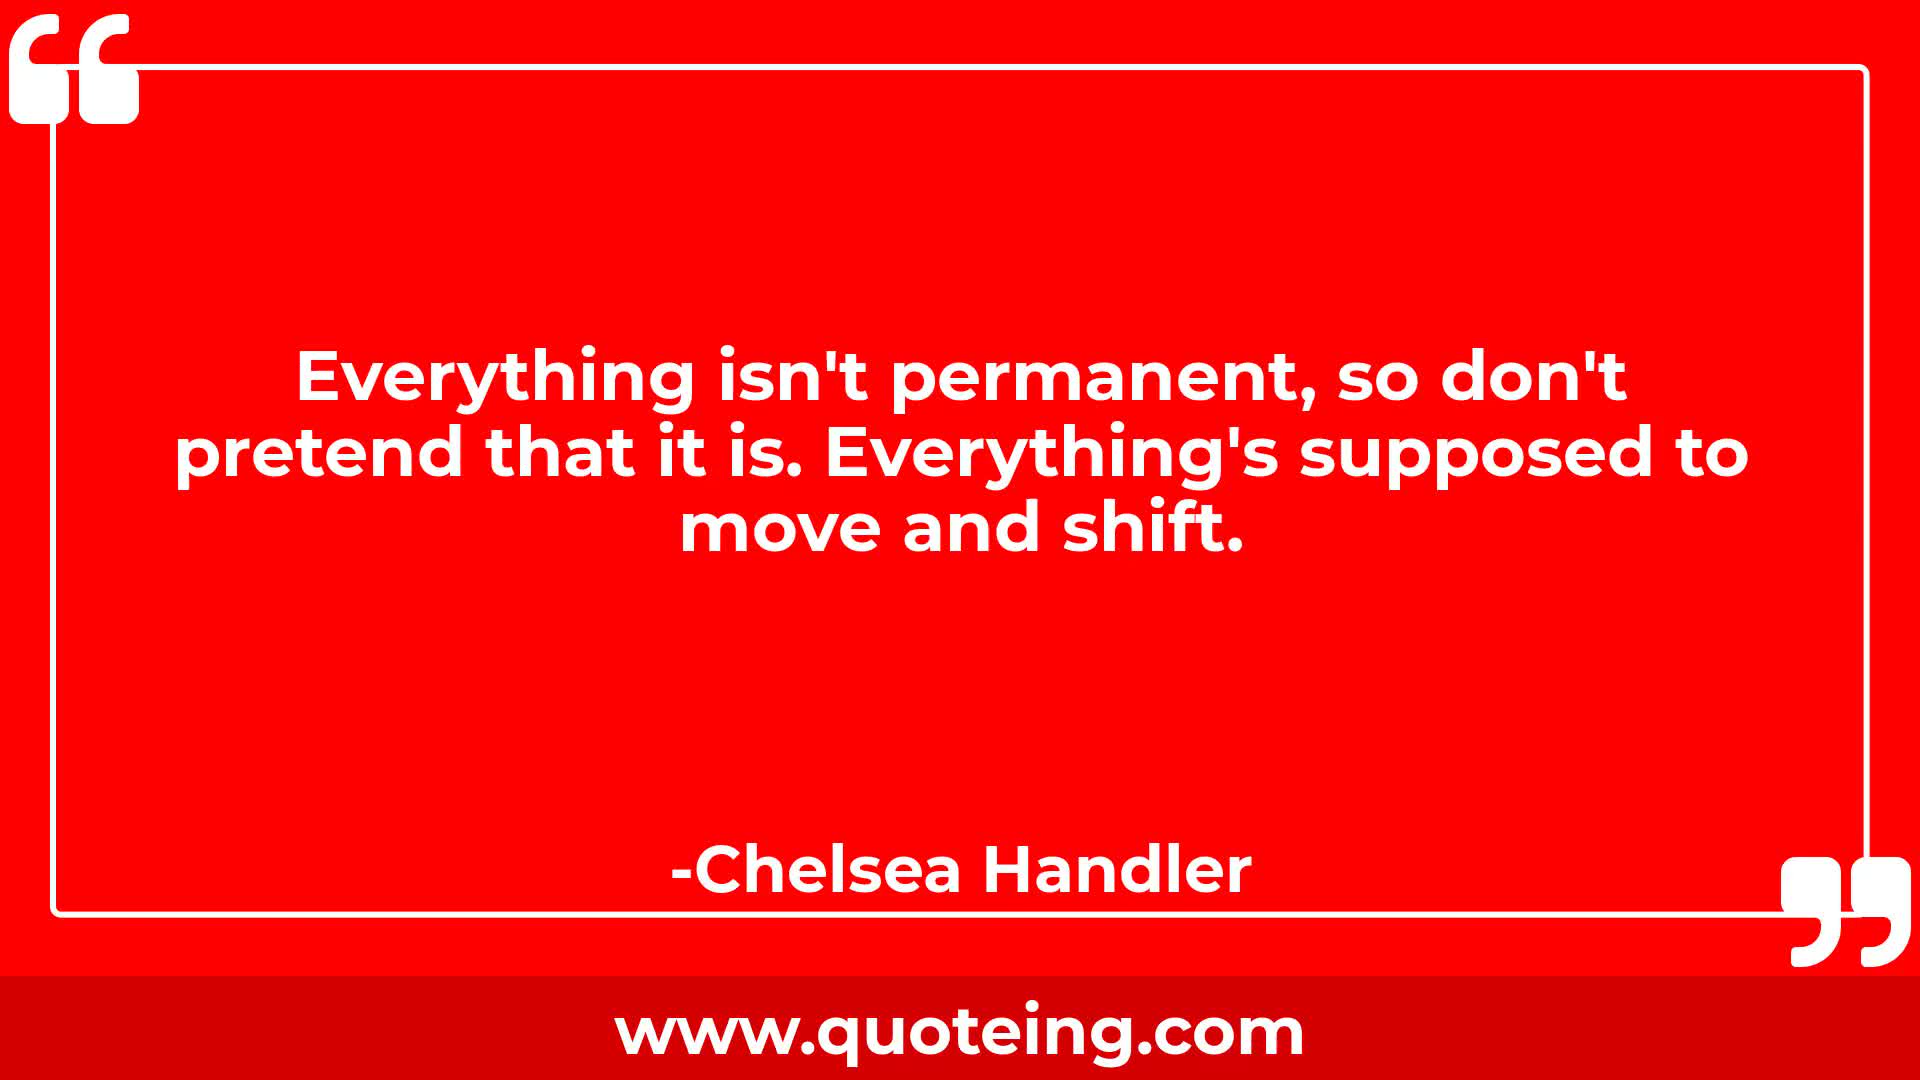 Everything isn't permanent, so don't
pretend that it is. Everything's supposed to
move and shift.
-Chelsea Handler
www.quoteing.com